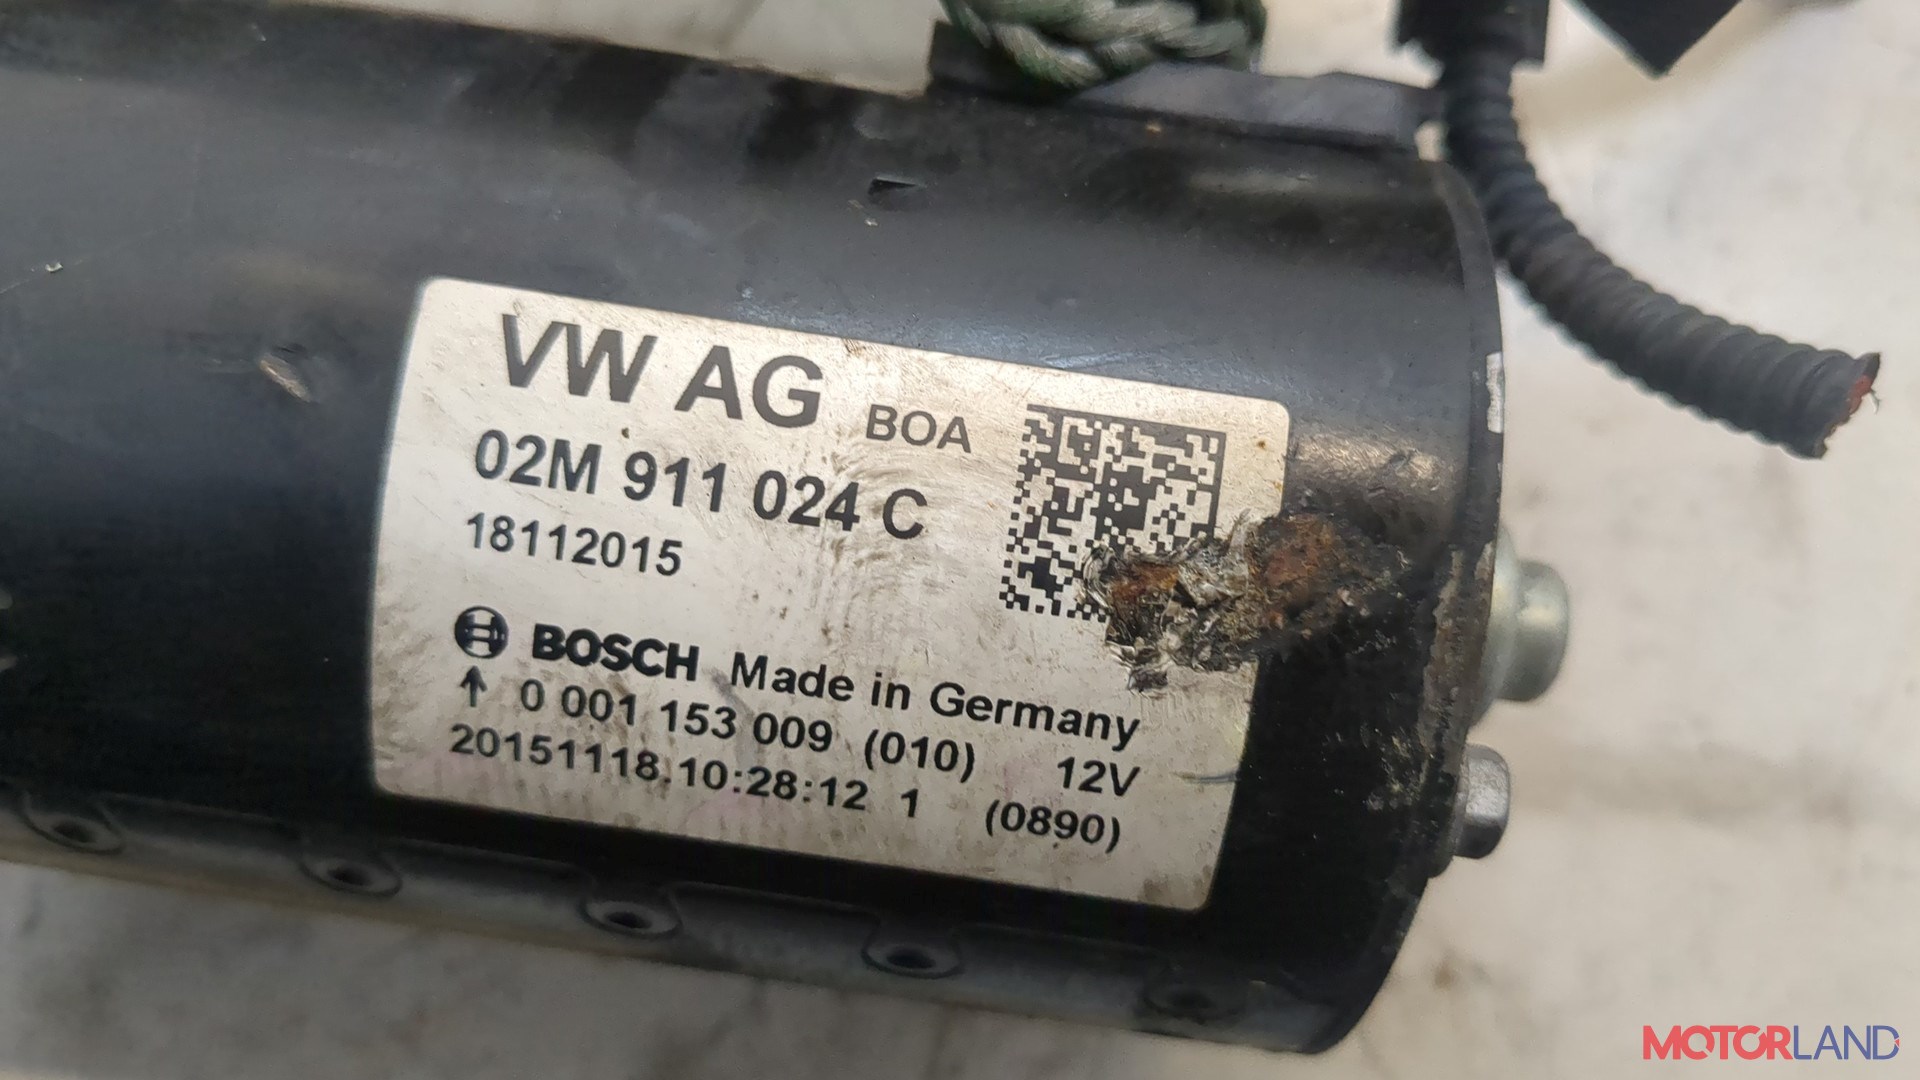 VW AG BOA
02M 911 024 C
18112015
BOSCH Made in Germany
↑ 0 001 153 009 (010) 12V
20151118.10:28:12 1 (0890)
MOTORLAND